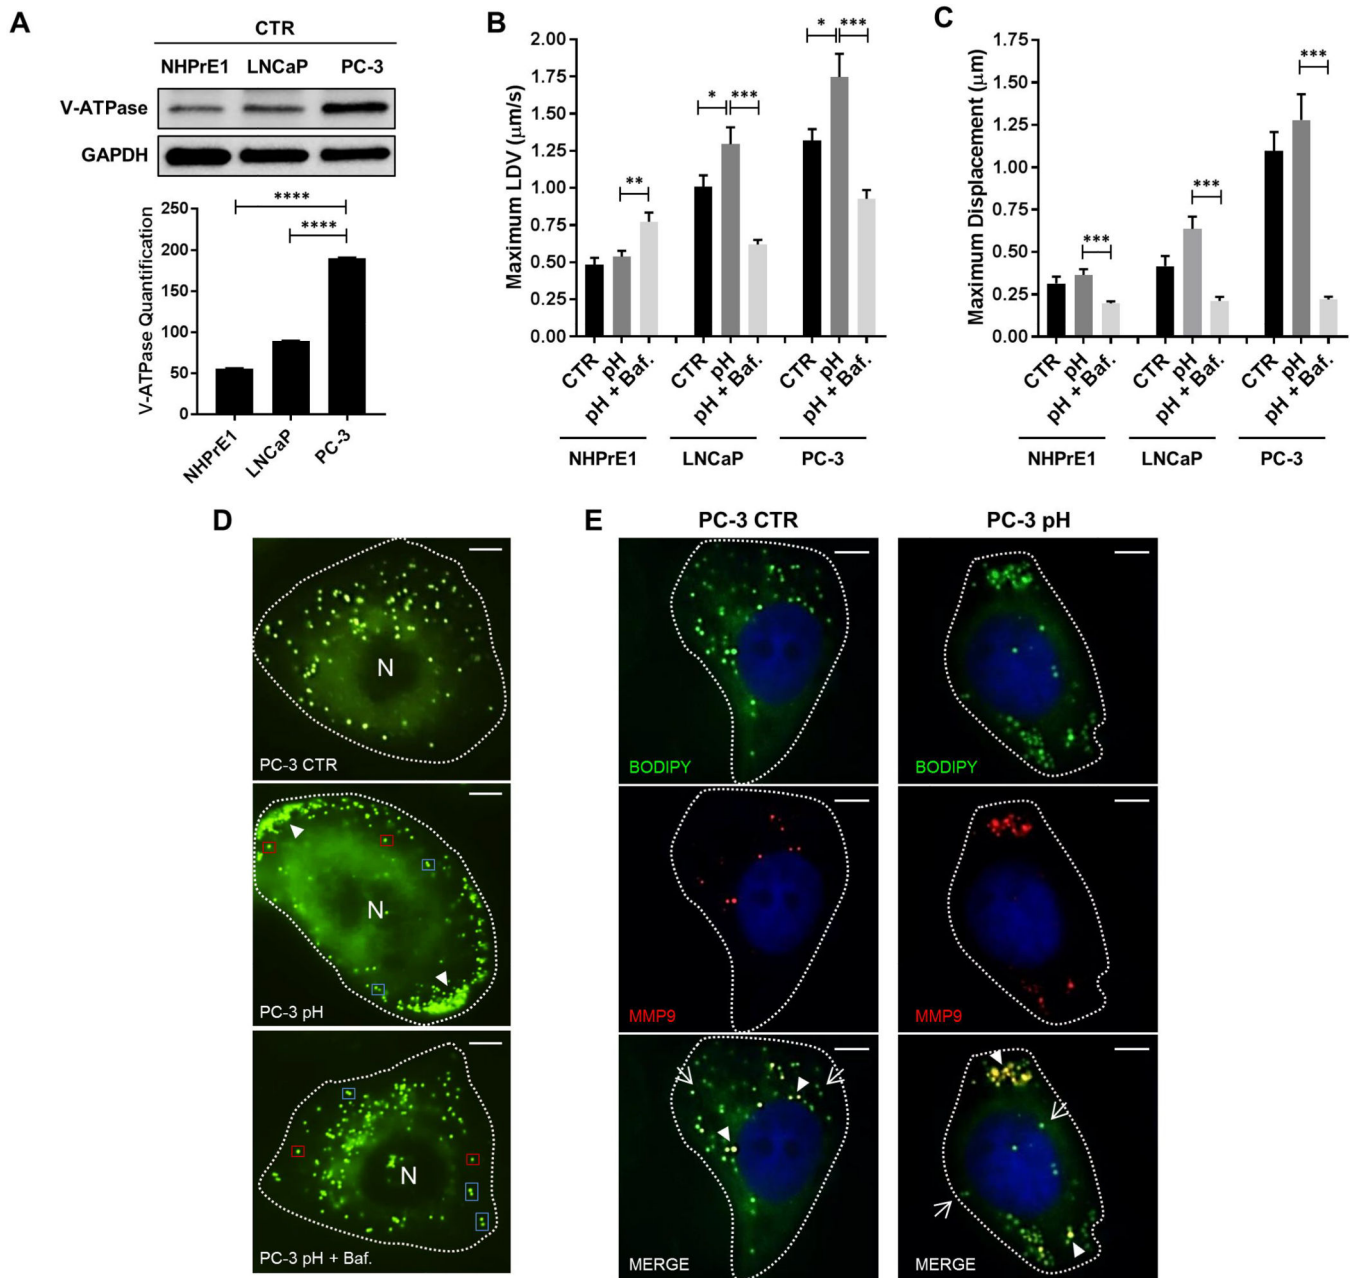 A
CTR
NHPrE1 LNCaP PC-3
V-ATPase
GAPDH
****
****
V-ATPase Quantification
250
200
150
100
50
0
NHPrE1 LNCaP PC-3
B
Maximum LDV (μm/s)
2.00
1.75
1.50
1.25
1.00
0.75
0.50
0.25
0.00
**
* ***
* ***
CTR pH pH + Baf. CTR pH pH + Baf. CTR pH pH + Baf.
NHPrE1 LNCaP PC-3
C
Maximum Displacement (μm)
1.75
1.50
1.25
1.00
0.75
0.50
0.25
0.00
***
***
***
CTR pH pH + Baf. CTR pH pH + Baf. CTR pH pH + Baf.
NHPrE1 LNCaP PC-3
D
N
PC-3 CTR
N
PC-3 pH
N
PC-3 pH + Baf.
E
PC-3 CTR PC-3 pH
BODIPY BODIPY
MMP9 MMP9
MERGE MERGE